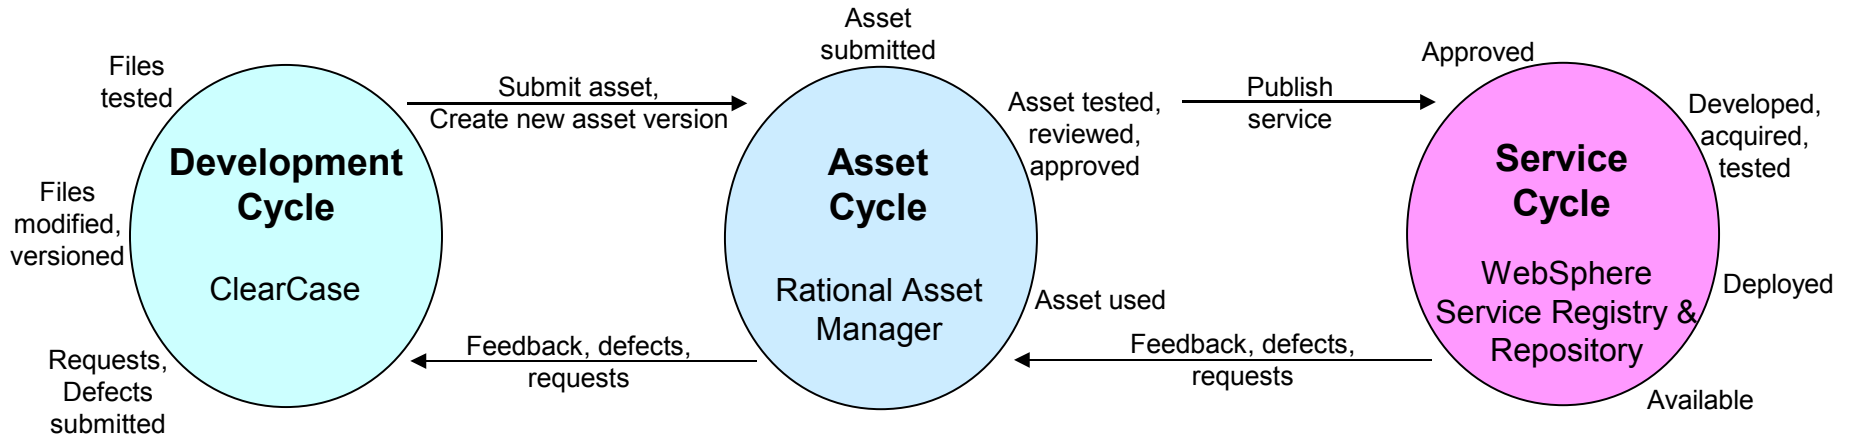 Files
tested
Files
modified,
versioned
Requests,
Defects
submitted
Development
Cycle
ClearCase
Submit asset,
Create new asset version
Feedback, defects,
requests
Asset
submitted
Asset
Cycle
Rational Asset
Manager
Asset tested,
reviewed,
approved
Asset used
Publish
service
Feedback, defects,
requests
Approved
Service
Cycle
WebSphere
Service Registry &
Repository
Developed,
acquired,
tested
Deployed
Available